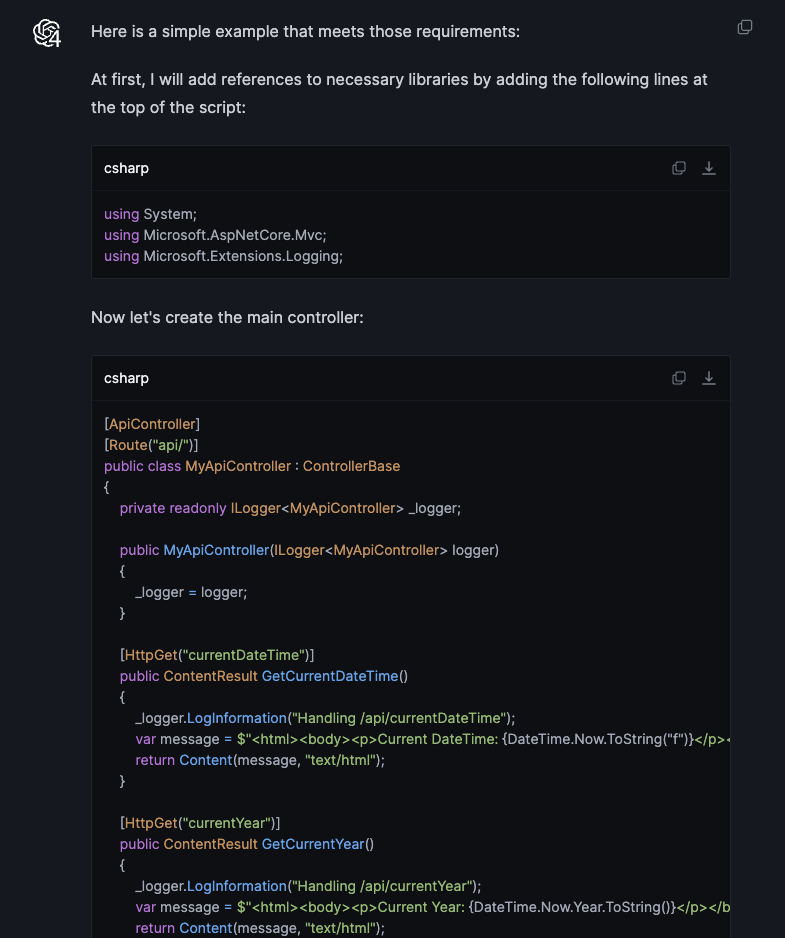 Here is a simple example that meets those requirements:
At first, I will add references to necessary libraries by adding the following lines at
the top of the script:
csharp
using System;
using Microsoft.AspNetCore.Mvc;
using Microsoft.Extensions.Logging;
Now let's create the main controller:
csharp
[ApiController]
[Route("api/")]
public class MyApiController : ControllerBase
{
private readonly ILogger<MyApiController> _logger;
public MyApiController(ILogger<MyApiController> logger)
{
_logger = logger;
}
[HttpGet("currentDateTime")]
public ContentResult GetCurrentDateTime()
{
_logger.LogInformation("Handling /api/currentDateTime");
var message = $"<html><body><p>Current DateTime: {DateTime.Now.ToString("f")}</p><
return Content(message, "text/html");
}
[HttpGet("currentYear")]
public ContentResult GetCurrentYear()
{
_logger.LogInformation("Handling /api/currentYear");
var message = $"<html><body><p>Current Year: {DateTime.Now.Year.ToString()}</p></b
return Content(message, "text/html");